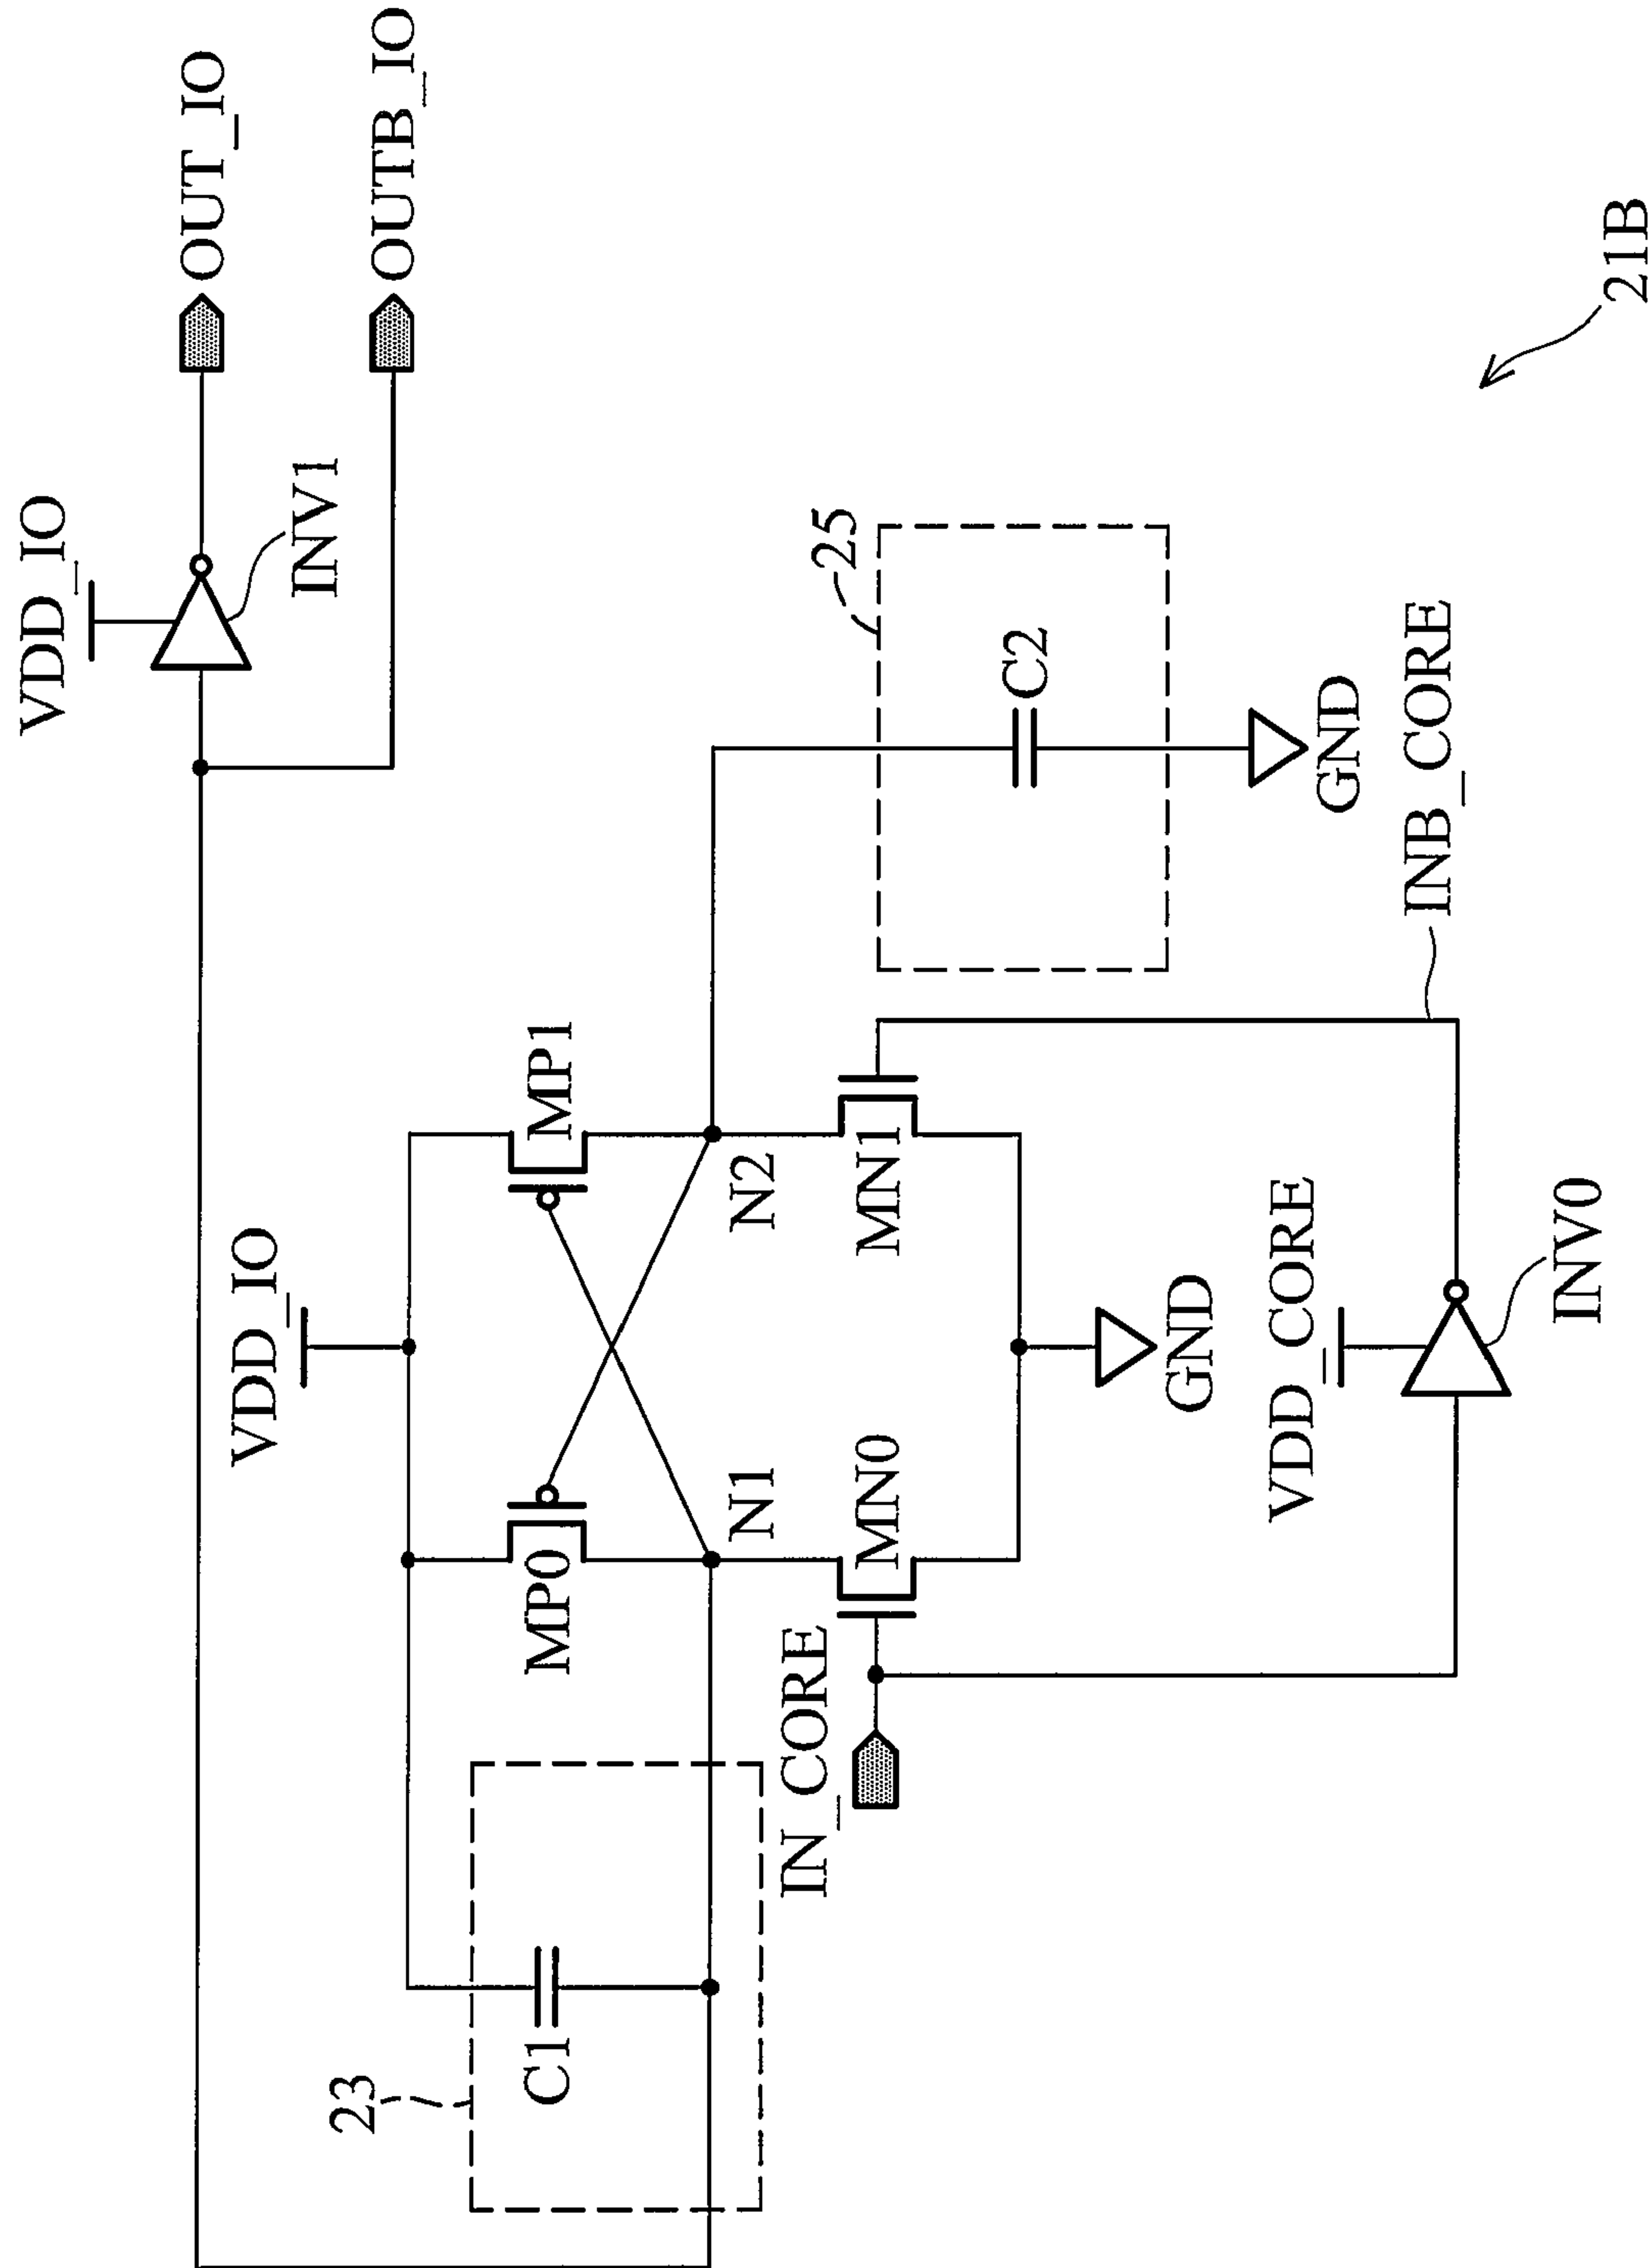 VDD_IO
OUT_IO
INV1
OUTB_IO
VDD_IO
23
C1
MP0
MP1
N1
N2
25
C2
IN_CORE
MN0
MN1
GND
GND
VDD_CORE
INB_CORE
INV0
21B